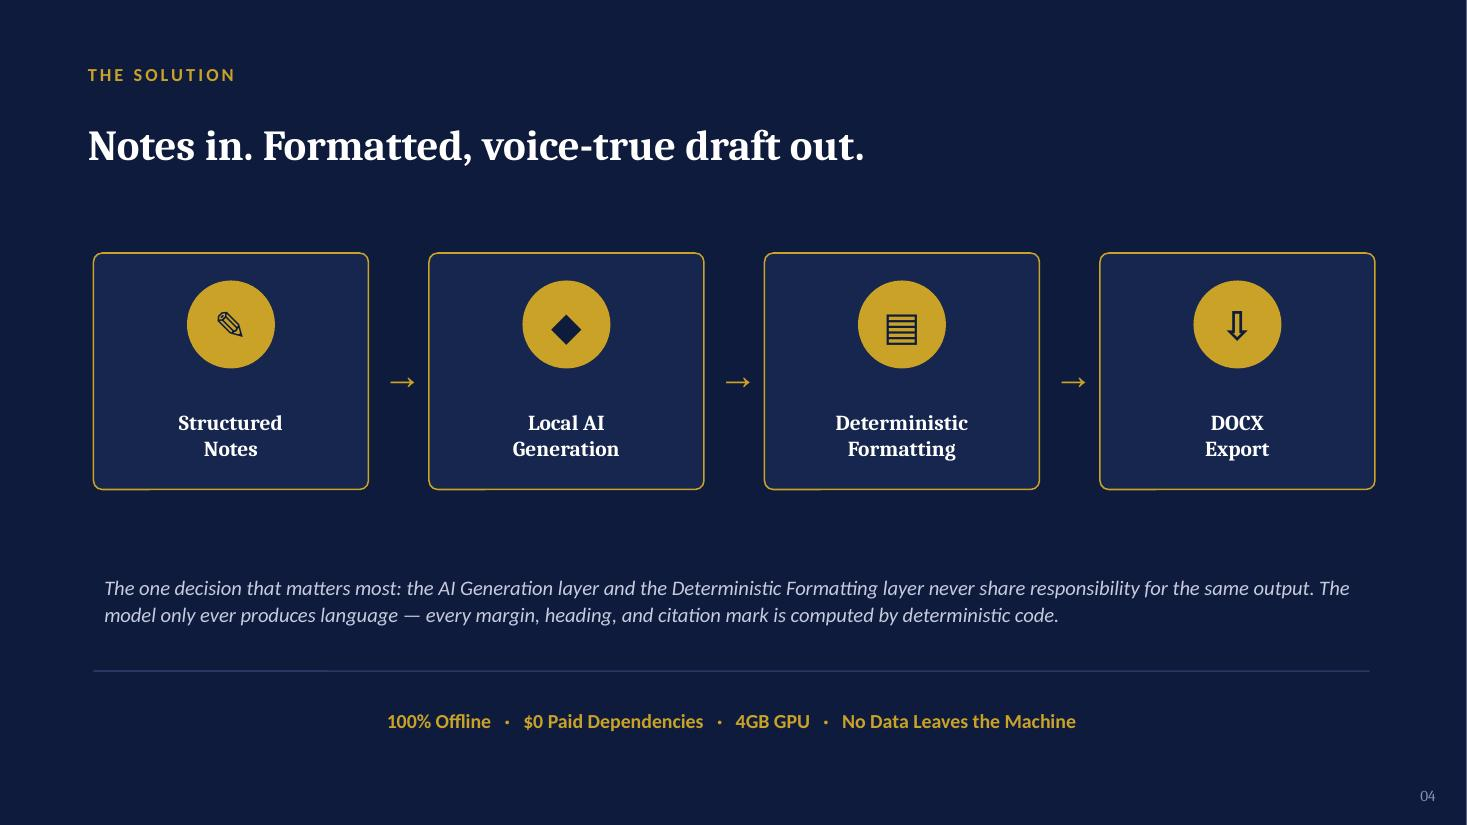 THE SOLUTION
Notes in. Formatted, voice-true draft out.
Structured
Notes
→
Local AI
Generation
→
Deterministic
Formatting
→
DOCX
Export
The one decision that matters most: the AI Generation layer and the Deterministic Formatting layer never share responsibility for the same output. The
model only ever produces language — every margin, heading, and citation mark is computed by deterministic code.
100% Offline · $0 Paid Dependencies · 4GB GPU · No Data Leaves the Machine
04